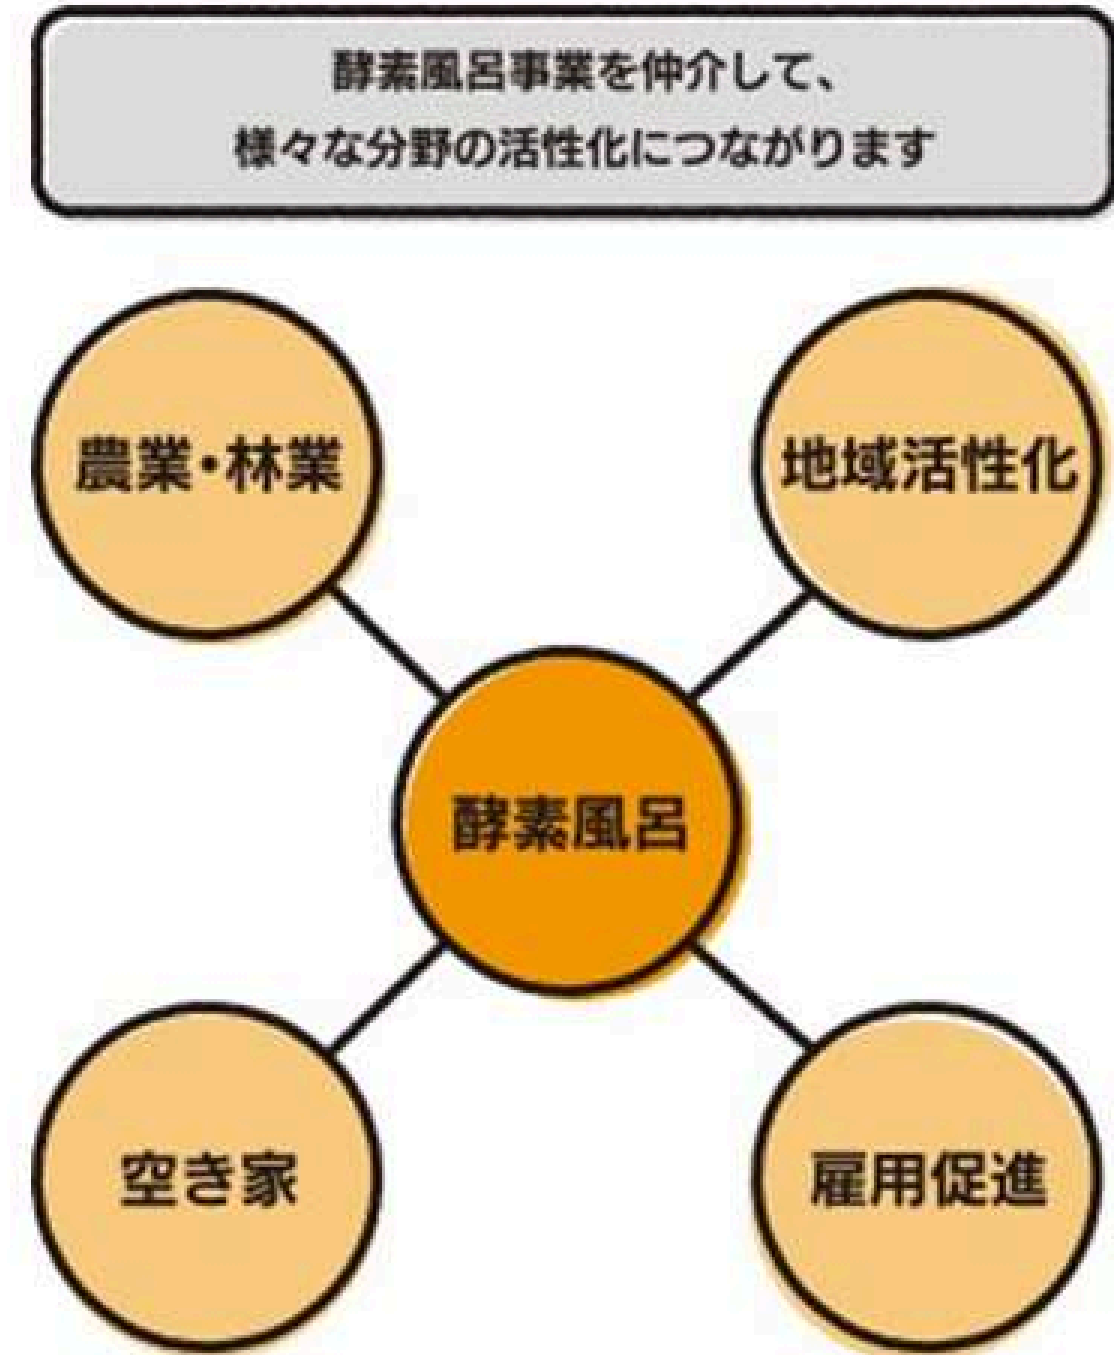 酵素風呂事業を仲介して、
様々な分野の活性化につながります
農業・林業
地域活性化
酵素風呂
空き家
雇用促進